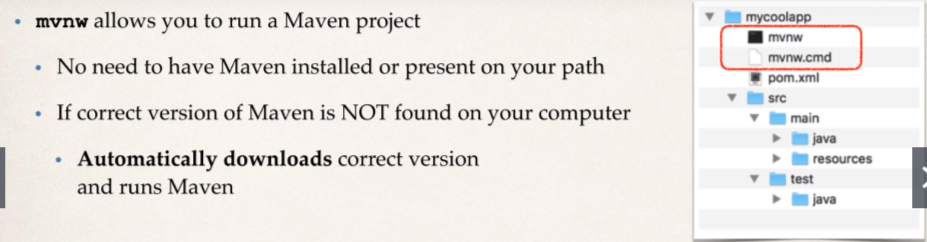 mvnw allows you to run a Maven project
No need to have Maven installed or present on your path
If correct version of Maven is NOT found on your computer
Automatically downloads correct version
and runs Maven
mycoolapp
mvnw
mvnw.cmd
pom.xml
src
main
java
resources
test
java